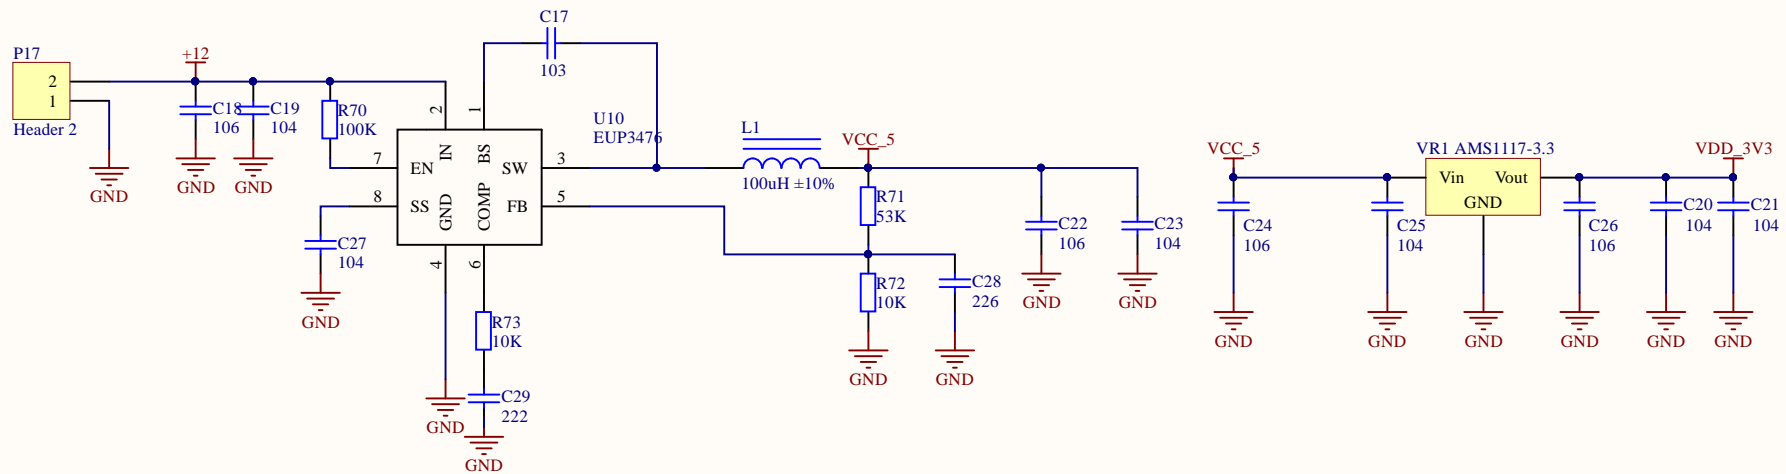 P17
2
1
Header 2
GND
+12
C18
106
GND
C19
104
GND
R70
100K
C17
103
U10
EUP3476
2
1
7
EN
IN
BS
SW
3
8
SS
GND
COMP
FB
5
4
6
C27
104
GND
R73
10K
GND
C29
222
GND
L1
100uH ±10%
VCC_5
R71
53K
R72
10K
GND
C28
226
GND
C22
106
GND
C23
104
GND
VCC_5
C24
106
GND
C25
104
GND
VR1 AMS1117-3.3
Vin
Vout
GND
GND
C26
106
GND
C20
104
GND
VDD_3V3
C21
104
GND